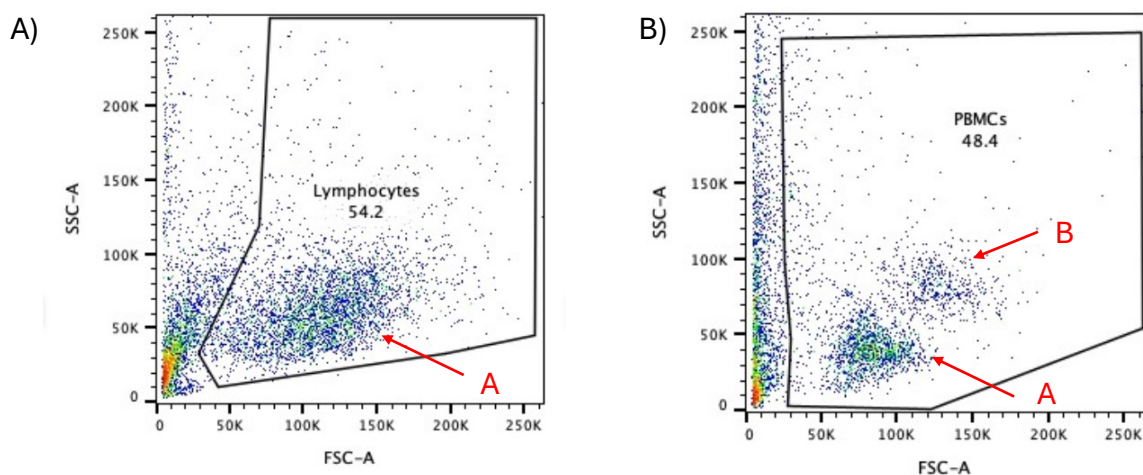 A)
250K
200K
150K
100K
50K
0
SSC-A
Lymphocytes
54.2
A
0
50K
100K
150K
200K
250K
FSC-A
B)
250K
200K
150K
100K
50K
0
SSC-A
PBMCs
48.4
B
A
0
50K
100K
150K
200K
250K
FSC-A